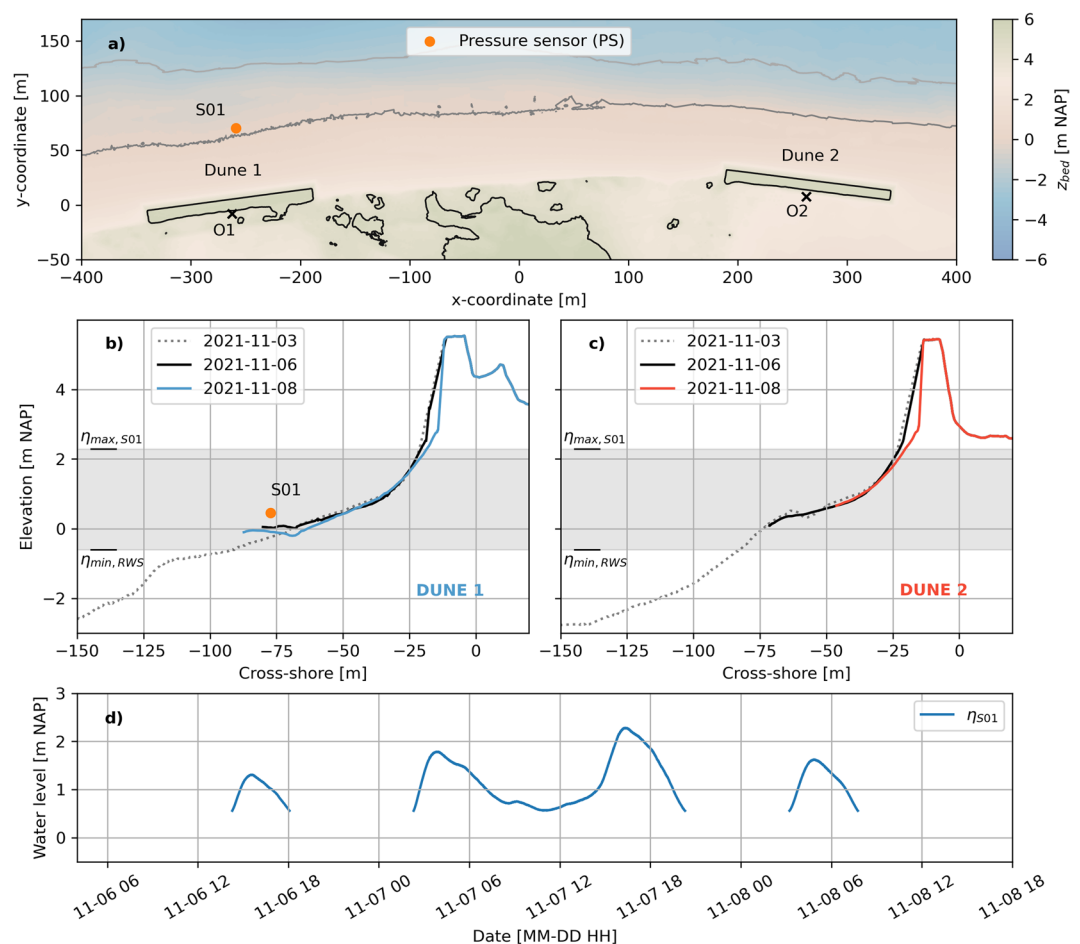 a)
Pressure sensor (PS)
S01
Dune 1
Dune 2
O1
O2
150
100
50
0
−50
y-coordinate [m]
−400 −300 −200 −100 0 100 200 300 400
x-coordinate [m]
6
4
2
0
−2
−4
−6
z_bed [m NAP]
b)
2021-11-03
2021-11-06
2021-11-08
η_max, S01
S01
η_min, RWS
DUNE 1
4
2
0
−2
Elevation [m NAP]
−150 −125 −100 −75 −50 −25 0
Cross-shore [m]
c)
2021-11-03
2021-11-06
2021-11-08
η_max, S01
η_min, RWS
DUNE 2
−150 −125 −100 −75 −50 −25 0
Cross-shore [m]
d)
η_S01
3
2
1
0
Water level [m NAP]
11-06 06 11-06 12 11-06 18 11-07 00 11-07 06 11-07 12 11-07 18 11-08 00 11-08 06 11-08 12 11-08 18
Date [MM-DD HH]